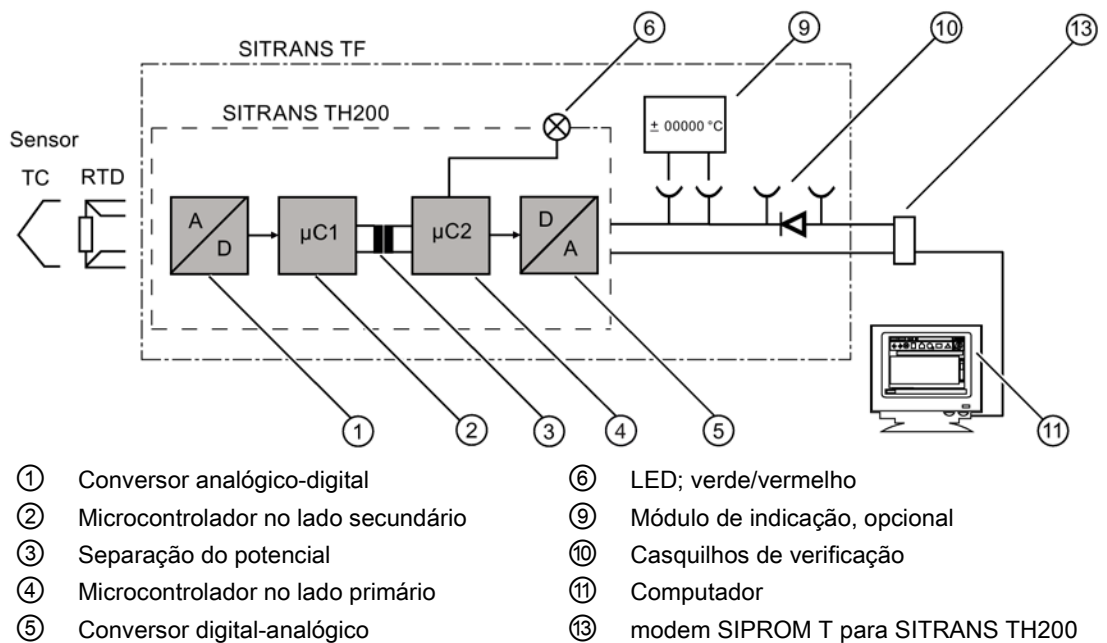 ⑥ ⑨ ⑩ ⑬
SITRANS TF
SITRANS TH200
Sensor
TC RTD
± 00000 °C
A
D
µC1
µC2
D
A
① ② ③ ④ ⑤ ⑪
① Conversor analógico-digital
② Microcontrolador no lado secundário
③ Separação do potencial
④ Microcontrolador no lado primário
⑤ Conversor digital-analógico
⑥ LED; verde/vermelho
⑨ Módulo de indicação, opcional
⑩ Casquilhos de verificação
⑪ Computador
⑬ modem SIPROM T para SITRANS TH200